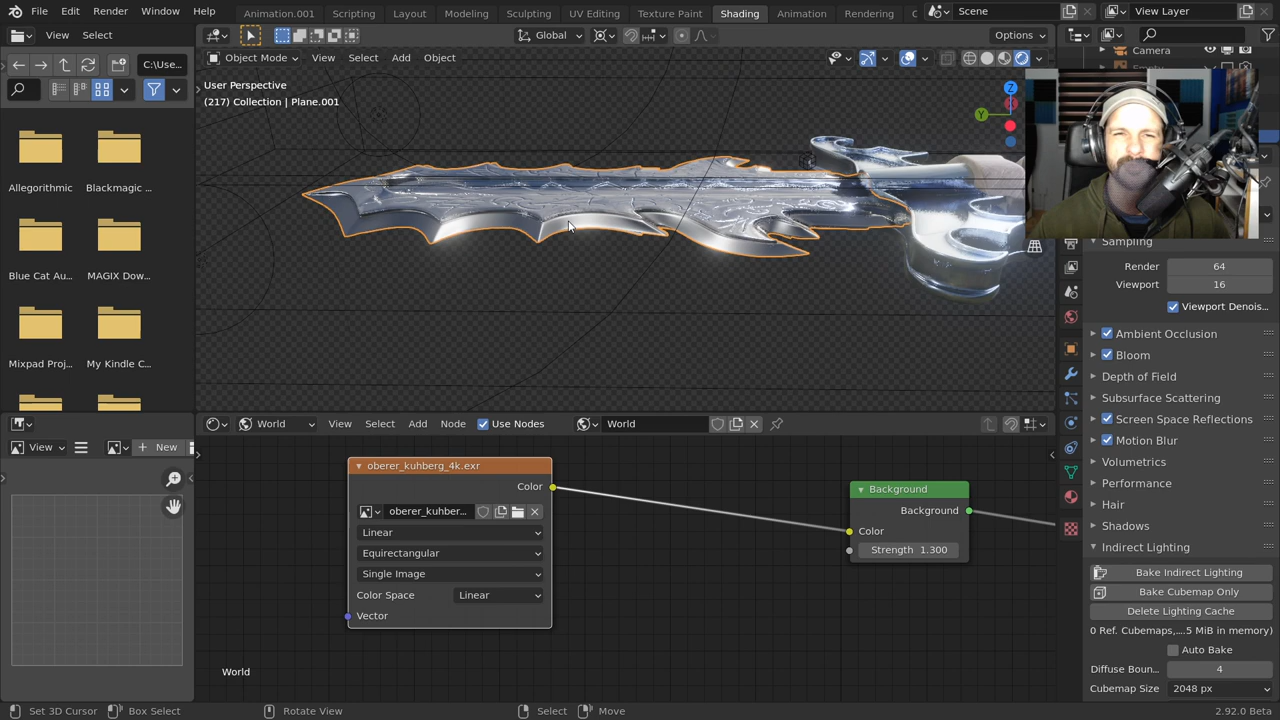 File Edit Render Window Help Animation.001 Scripting Layout Modeling Sculpting UV Editing Texture Paint Shading Animation Rendering C Scene View Layer
View Select Global Options
C:\Use... Object Mode View Select Add Object Camera
User Perspective
(217) Collection | Plane.001
Z
Y
Allegorithmic Blackmagic ...
Blue Cat Au... MAGIX Dow...
Mixpad Proj... My Kindle C...
Sampling
Render 64
Viewport 16
Viewport Denois...
Ambient Occlusion
Bloom
Depth of Field
Subsurface Scattering
Screen Space Reflections
Motion Blur
Volumetrics
Performance
Hair
Shadows
Indirect Lighting
Bake Indirect Lighting
Bake Cubemap Only
Delete Lighting Cache
0 Ref. Cubemaps,....5 MiB in memory)
Auto Bake
Diffuse Boun... 4
Cubemap Size 2048 px
View New
World View Select Add Node Use Nodes World
oberer_kuhberg_4k.exr
Color
oberer_kuhber...
Linear
Equirectangular
Single Image
Color Space Linear
Vector
Background
Background
Color
Strength 1.300
World
Set 3D Cursor Box Select Rotate View Select Move 2.92.0 Beta